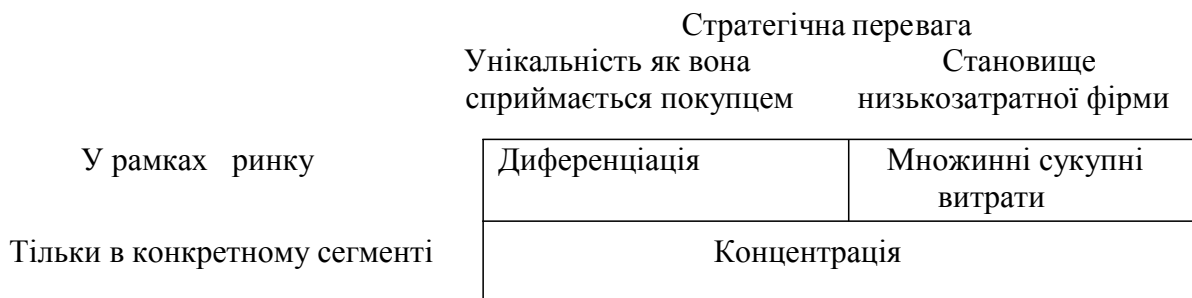 Стратегічна перевага
Унікальність як вона Становище
сприймається покупцем низькозатратної фірми
У рамках ринку Диференціація Множинні сукупні
витрати
Тільки в конкретному сегменті Концентрація